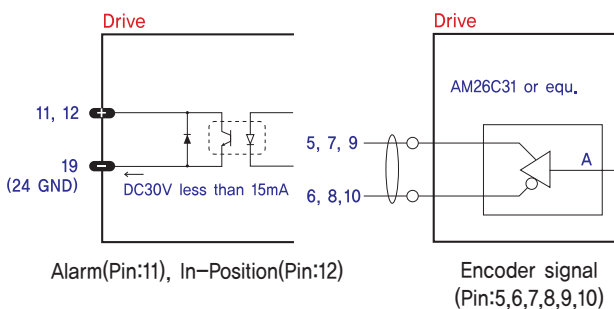 Drive
11, 12
19
(24 GND)
DC30V less than 15mA
Alarm(Pin:11), In-Position(Pin:12)
Drive
AM26C31 or equ.
5, 7, 9
A
6, 8,10
Encoder signal
(Pin:5,6,7,8,9,10)